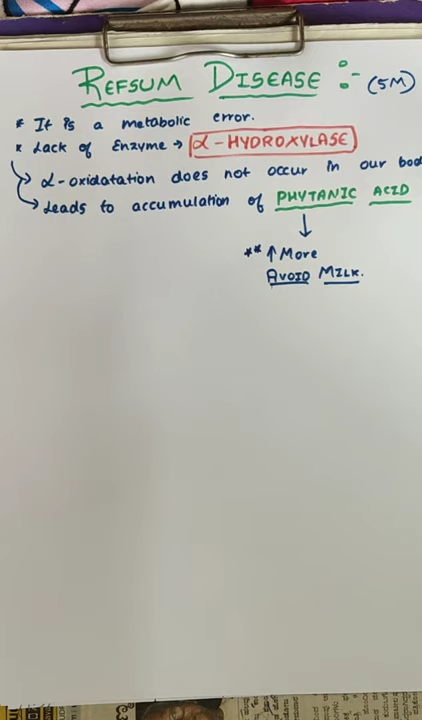 REFSUM DISEASE :- (5M)
* It is a metabolic error.
* Lack of Enzyme → α-HYDROXYLASE
α-oxidatation does not occur in our bod
Leads to accumulation of PHYTANIC ACID
↓
** ↑ More
AVOID MILK.